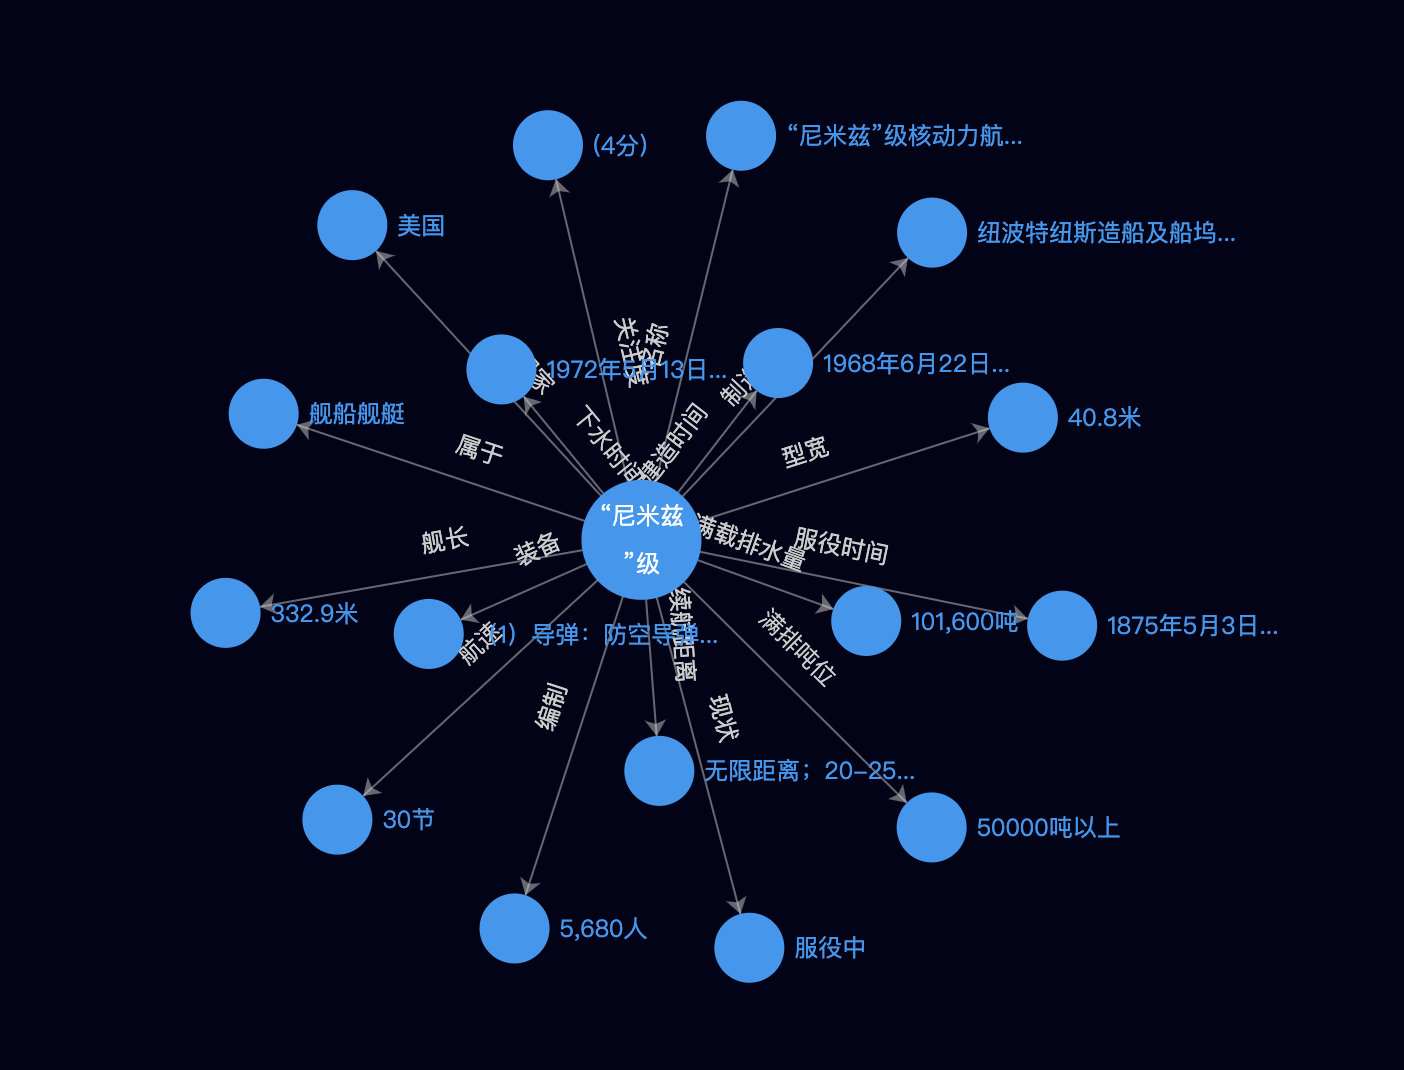 “尼米兹”级核动力航...
(4分)
美国
纽波特纽斯造船及船坞...
关注度
名称
1968年6月22日...
1972年5月13日...
家
制
舰船舰艇
40.8米
属于
下水时间
建造时间
型宽
“尼米兹
”级
舰长
装备
满载排水量
服役时间
332.9米
(1) 导弹：防空导弹...
101,600吨
1875年5月3日...
航速
续航距离
满排吨位
编制
现状
无限距离；20-25...
30节
50000吨以上
5,680人
服役中